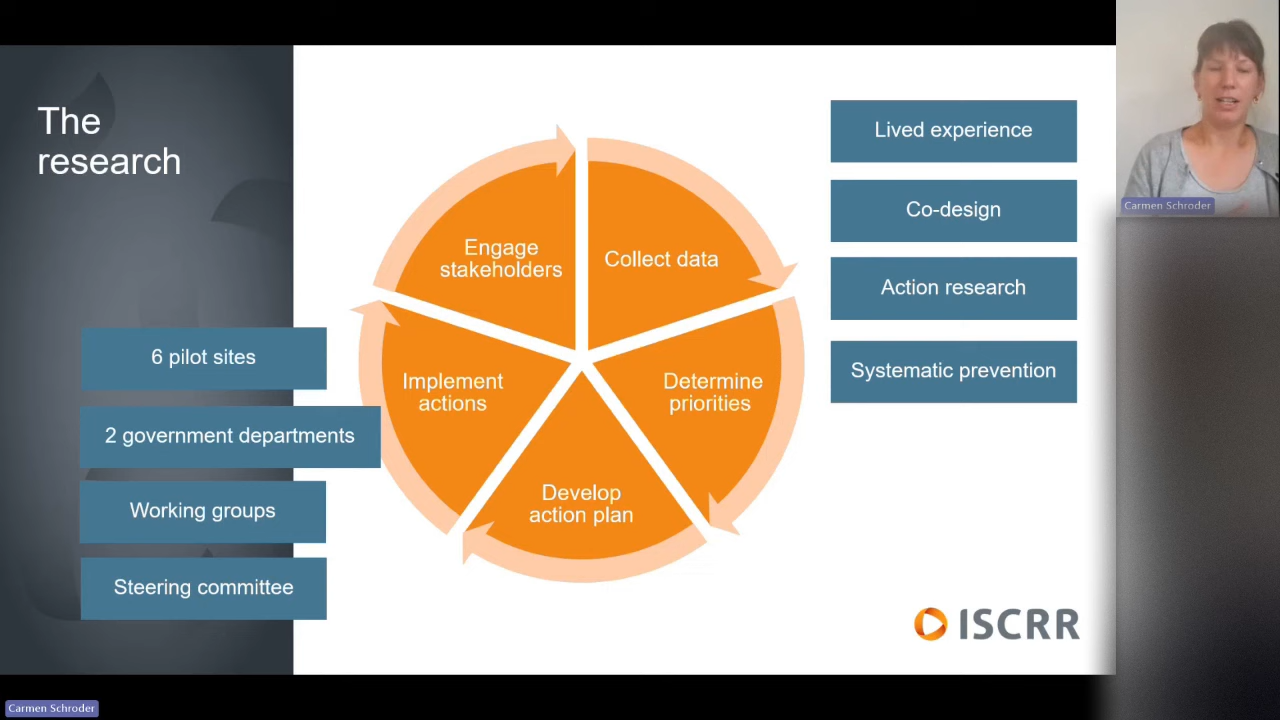 The
research
6 pilot sites
2 government departments
Working groups
Steering committee
Engage
stakeholders
Collect data
Determine
priorities
Develop
action plan
Implement
actions
Lived experience
Co-design
Action research
Systematic prevention
ISCRR
Carmen Schroder
Carmen Schroder